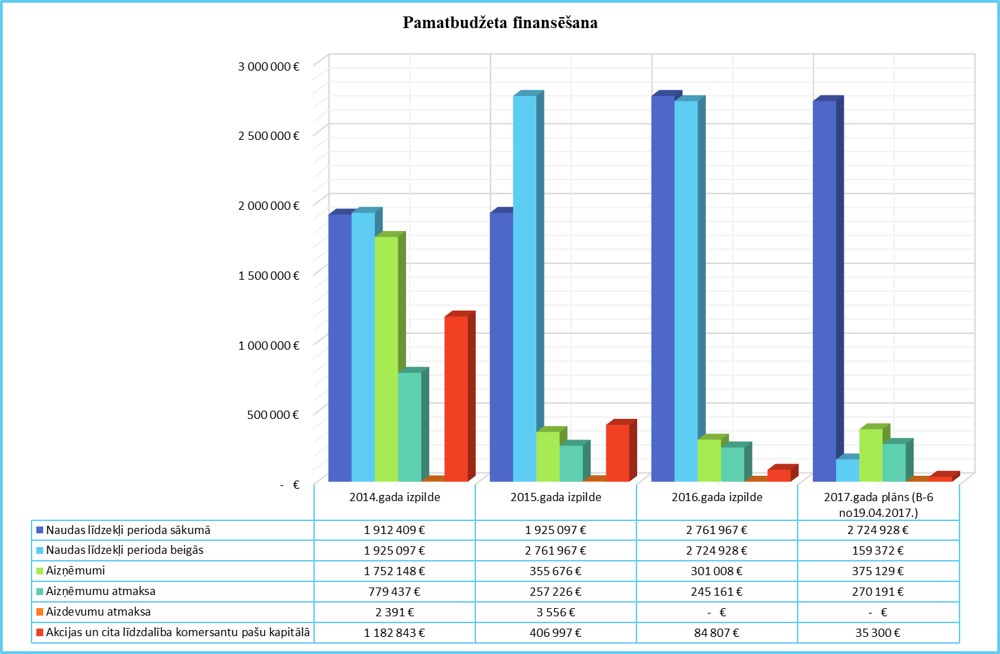 Pamatbudžeta finansēšana
3 000 000 €
2 500 000 €
2 000 000 €
1 500 000 €
1 000 000 €
500 000 €
- €
2014.gada izpilde 2015.gada izpilde 2016.gada izpilde 2017.gada plāns (B-6
no19.04.2017.)
Naudas līdzekļi perioda sākumā 1 912 409 € 1 925 097 € 2 761 967 € 2 724 928 €
Naudas līdzekļi perioda beigās 1 925 097 € 2 761 967 € 2 724 928 € 159 372 €
Aizņēmumi 1 752 148 € 355 676 € 301 008 € 375 129 €
Aizņēmumu atmaksa 779 437 € 257 226 € 245 161 € 270 191 €
Aizdevumu atmaksa 2 391 € 3 556 € - € - €
Akcijas un cita līdzdalība komersantu pašu kapitālā 1 182 843 € 406 997 € 84 807 € 35 300 €